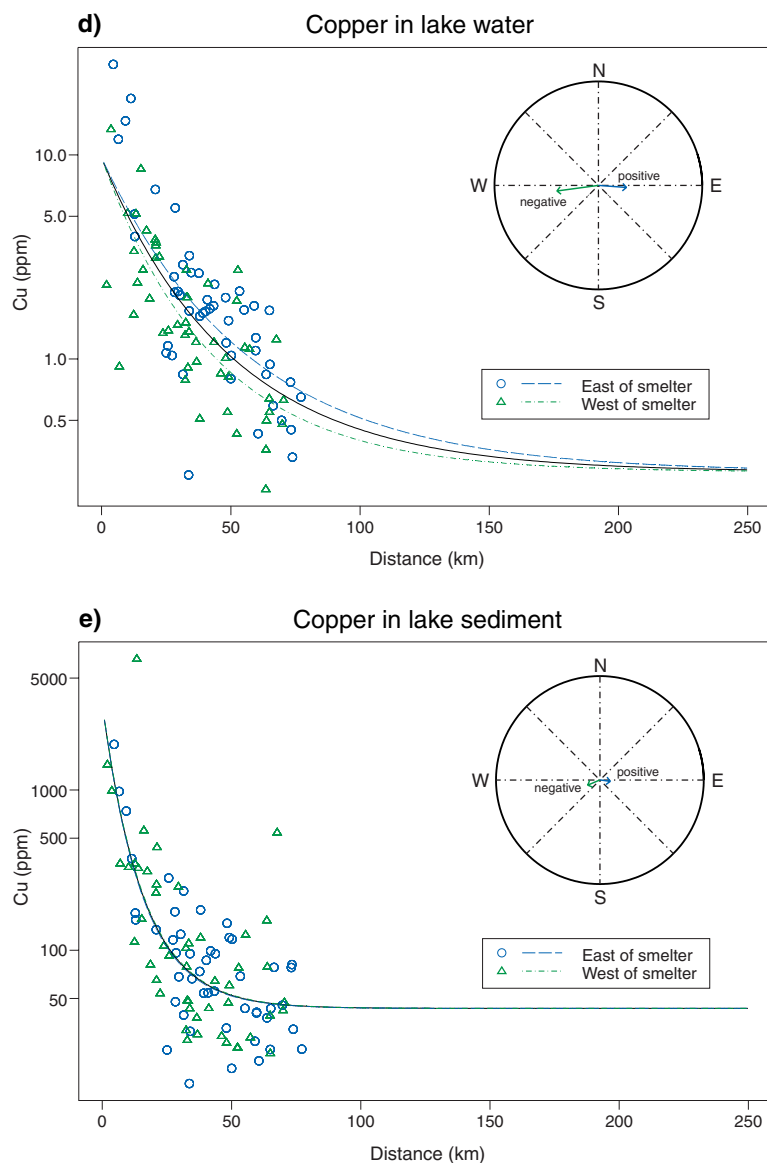 d) Copper in lake water
Cu (ppm)
10.0
5.0
1.0
0.5
N
W
E
S
positive
negative
East of smelter
West of smelter
0 50 100 150 200 250
Distance (km)
e) Copper in lake sediment
Cu (ppm)
5000
1000
500
100
50
N
W
E
S
positive
negative
East of smelter
West of smelter
0 50 100 150 200 250
Distance (km)